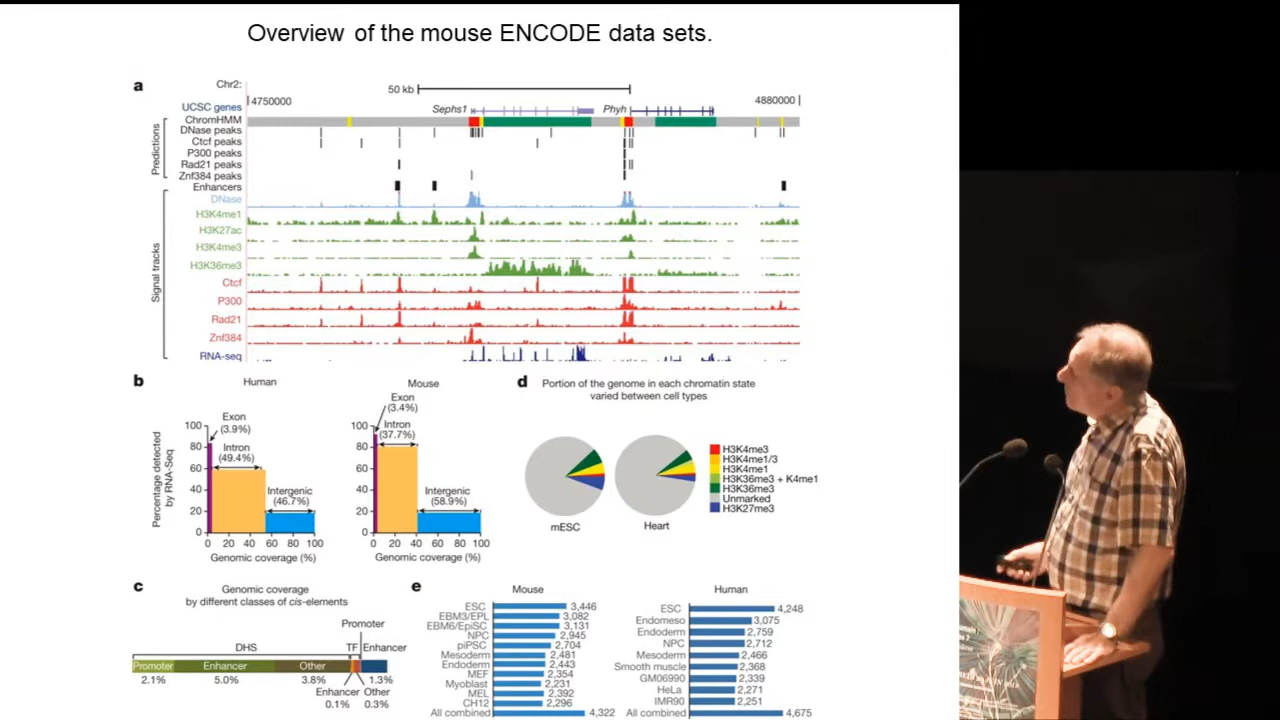 Overview of the mouse ENCODE data sets.
a
Chr2:
50 kb
4750000
4880000
Sephs1
Phyh
UCSC genes
ChromHMM
DNase peaks
Ctcf peaks
P300 peaks
Rad21 peaks
Znf384 peaks
Enhancers
Predictions
DNase
H3K4me1
H3K27ac
H3K4me3
H3K36me3
Ctcf
P300
Rad21
Znf384
RNA-seq
Signal tracks
b
Human
Mouse
Percentage detected
by RNA-Seq
100
80
60
40
20
0
Exon
(3.9%)
Intron
(49.4%)
Intergenic
(46.7%)
0 20 40 60 80 100
Genomic coverage (%)
100
80
60
40
20
0
Exon
(3.4%)
Intron
(37.7%)
Intergenic
(58.9%)
0 20 40 60 80 100
Genomic coverage (%)
d
Portion of the genome in each chromatin state
varied between cell types
mESC
Heart
H3K4me3
H3K4me1/3
H3K4me1
H3K36me3 + K4me1
H3K36me3
Unmarked
H3K27me3
c
Genomic coverage
by different classes of cis-elements
Promoter
DHS TF Enhancer
Promoter Enhancer Other
2.1% 5.0% 3.8% 1.3%
Enhancer Other
0.1% 0.3%
e
Mouse
ESC 3,446
EBM3/EPL 3,082
EBM6/EpiSC 3,131
NPC 2,945
piPSC 2,704
Mesoderm 2,481
Endoderm 2,443
MEF 2,354
Myoblast 2,231
MEL 2,392
CH12 2,296
All combined 4,322
Human
ESC 4,248
Endomeso 3,075
Endoderm 2,759
NPC 2,712
Mesoderm 2,466
Smooth muscle 2,368
GM06990 2,339
HeLa 2,271
IMR90 2,251
All combined 4,675